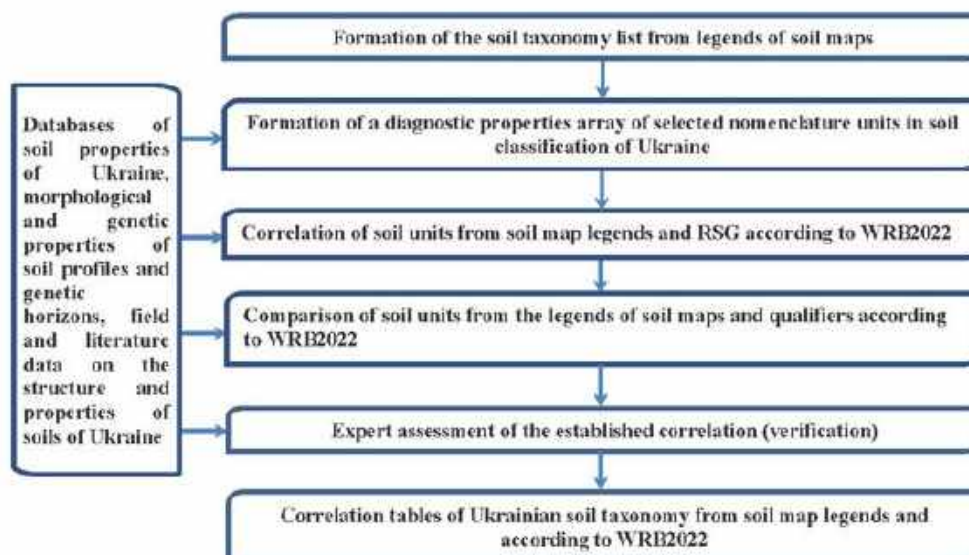 Formation of the soil taxonomy list from legends of soil maps
Databases of
soil properties
of Ukraine,
morphological
and genetic
properties of
soil profiles and
genetic
horizons, field
and literature
data on the
structure and
properties of
soils of Ukraine
Formation of a diagnostic properties array of selected nomenclature units in soil
classification of Ukraine
Correlation of soil units from soil map legends and RSG according to WRB2022
Comparison of soil units from the legends of soil maps and qualifiers according
to WRB2022
Expert assessment of the established correlation (verification)
Correlation tables of Ukrainian soil taxonomy from soil map legends and
according to WRB2022